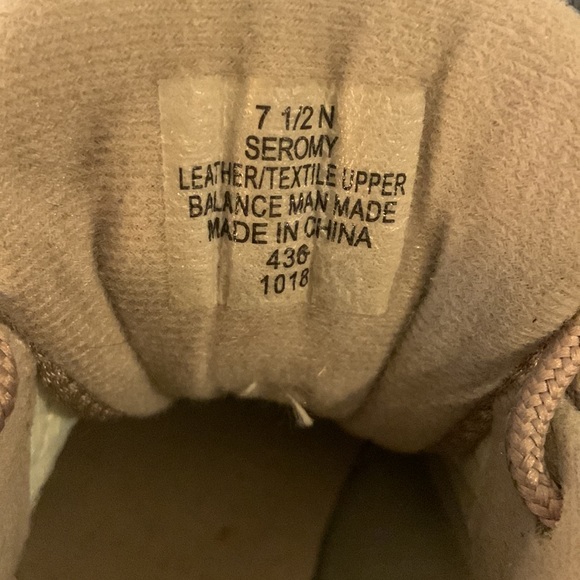 7 1/2 N
SEROMY
LEATHER/TEXTILE UPPER
BALANCE MAN MADE
MADE IN CHINA
436
1018